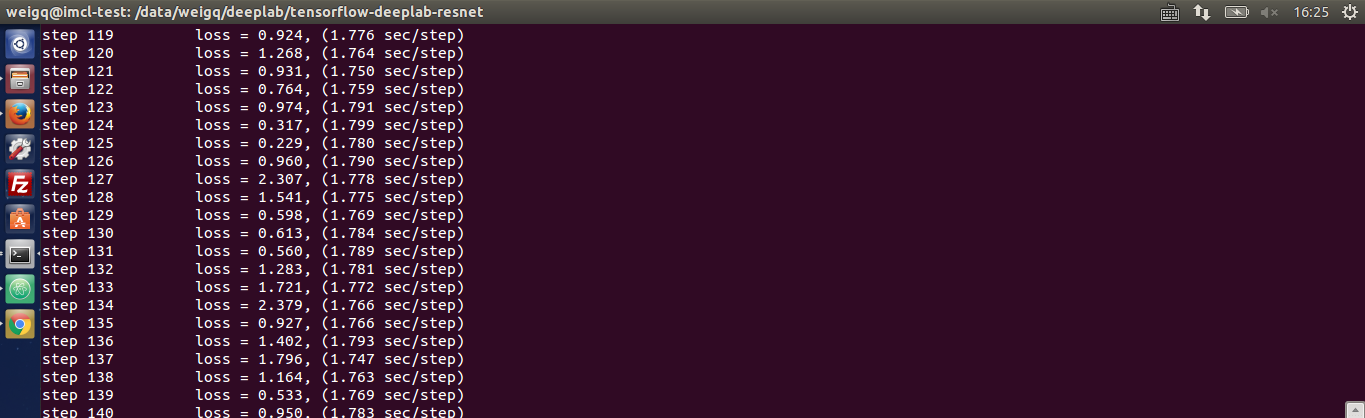 weigq@imcl-test: /data/weigq/deeplab/tensorflow-deeplab-resnet 16:25
step 119 loss = 0.924, (1.776 sec/step)
step 120 loss = 1.268, (1.764 sec/step)
step 121 loss = 0.931, (1.750 sec/step)
step 122 loss = 0.764, (1.759 sec/step)
step 123 loss = 0.974, (1.791 sec/step)
step 124 loss = 0.317, (1.799 sec/step)
step 125 loss = 0.229, (1.780 sec/step)
step 126 loss = 0.960, (1.790 sec/step)
step 127 loss = 2.307, (1.778 sec/step)
step 128 loss = 1.541, (1.775 sec/step)
step 129 loss = 0.598, (1.769 sec/step)
step 130 loss = 0.613, (1.784 sec/step)
step 131 loss = 0.560, (1.789 sec/step)
step 132 loss = 1.283, (1.781 sec/step)
step 133 loss = 1.721, (1.772 sec/step)
step 134 loss = 2.379, (1.766 sec/step)
step 135 loss = 0.927, (1.766 sec/step)
step 136 loss = 1.402, (1.793 sec/step)
step 137 loss = 1.796, (1.747 sec/step)
step 138 loss = 1.164, (1.763 sec/step)
step 139 loss = 0.533, (1.769 sec/step)
step 140 loss = 0.950, (1.783 sec/step)